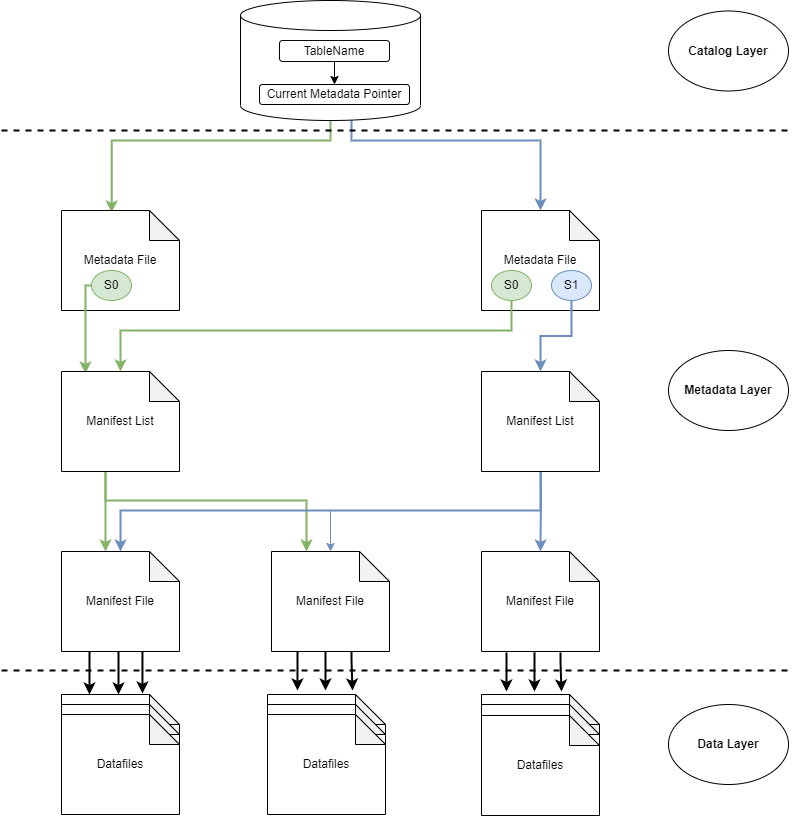 TableName
Catalog Layer
Current Metadata Pointer
Metadata File
Metadata File
S0
S0
S1
Metadata Layer
Manifest List
Manifest List
Manifest File
Manifest File
Manifest File
Data Layer
Datafiles
Datafiles
Datafiles